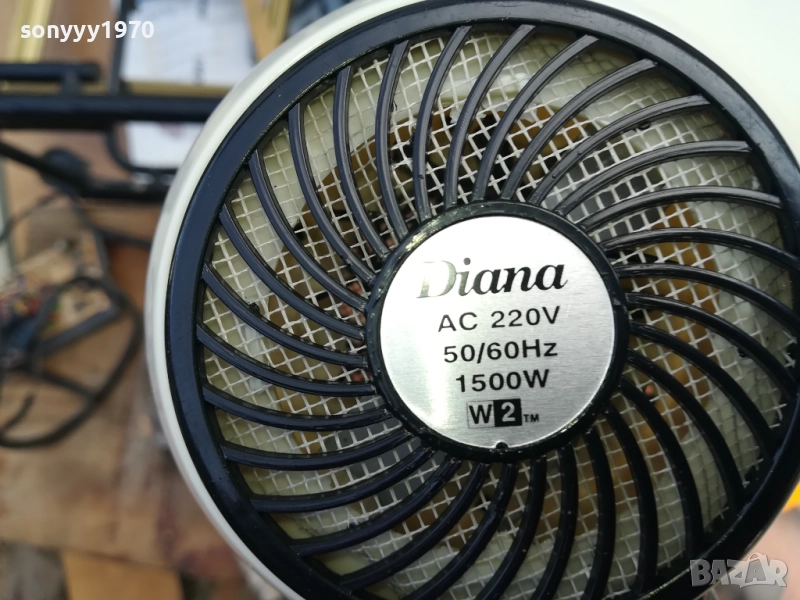 sonyyy1970
Diana
AC 220V
50/60Hz
1500W
W2™
BAZAR